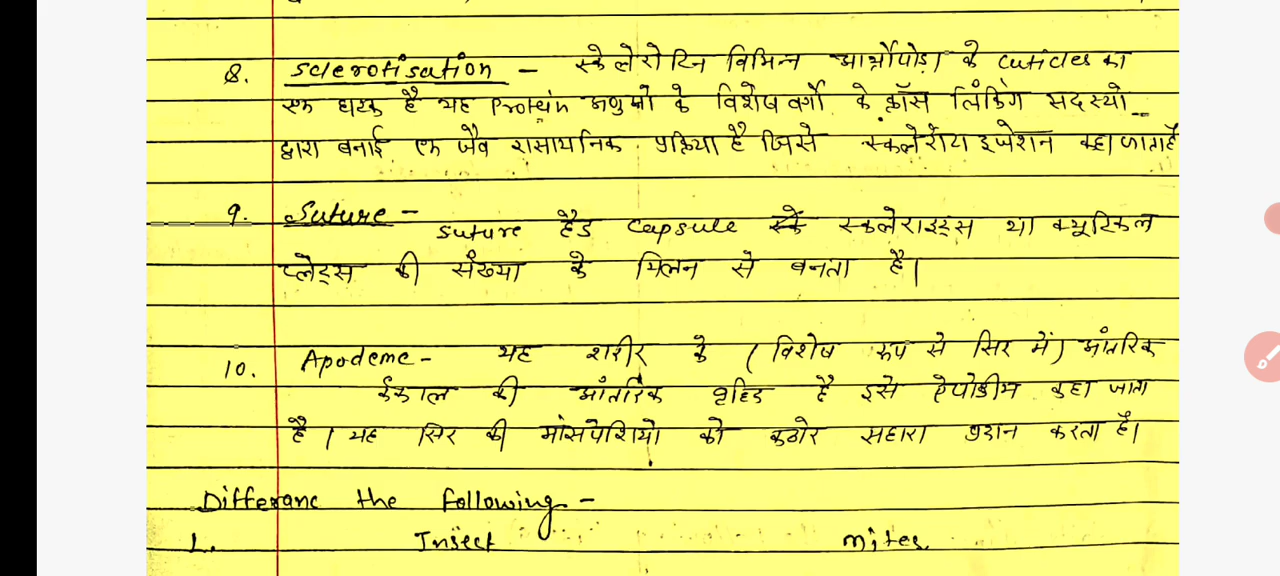 8. Sclerotisation - स्केलेरोटिन विभिन्न आर्थ्रोपोडा के cuticles का
एक घटक है यह Protein अणुओ के विशेष वर्गो के क्रॉस लिंकिंग सदस्यो
द्वारा बनाई एक जैव रासायनिक प्रक्रिया है जिसे स्कलेरोटाइजेशन कहा जाता है
9. Suture -
Suture हैड Capsule के स्कलेराइट्स या क्यूटिकल
प्लेट्स की संख्या के मिलन से बनता है।
10. Apodeme - यह शरीर के (विशेष रूप से सिर में) आंतरिक
कंकाल की आंतरिक वृद्धि है इसे ऐपोडीम कहा जाता
है। यह सिर की मांसपेशियो को कठोर सहारा प्रदान करता है।
Differanc the following -
1. Insect mites